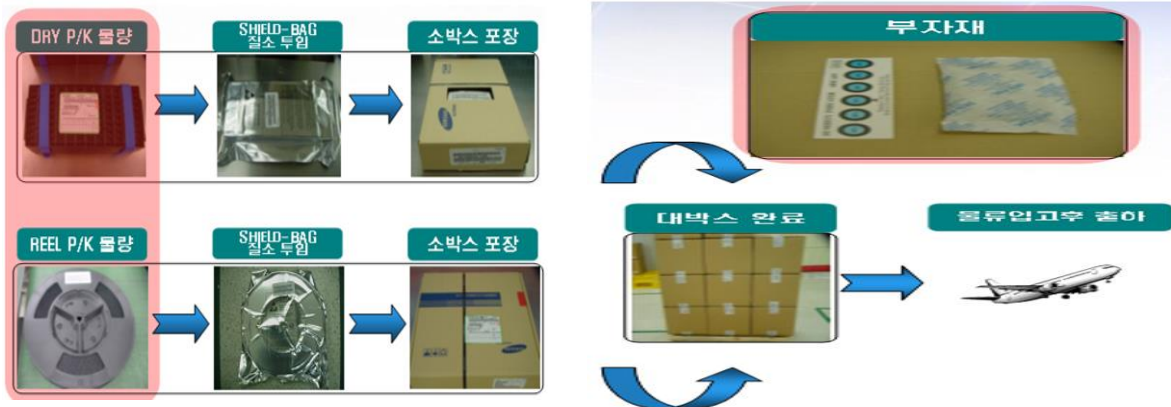 DRY P/K 물량
SHIELD-BAG
질소 투입
소박스 포장
부자재
REEL P/K 물량
SHIELD-BAG
질소 투입
소박스 포장
대박스 완료
물류입고후 출하